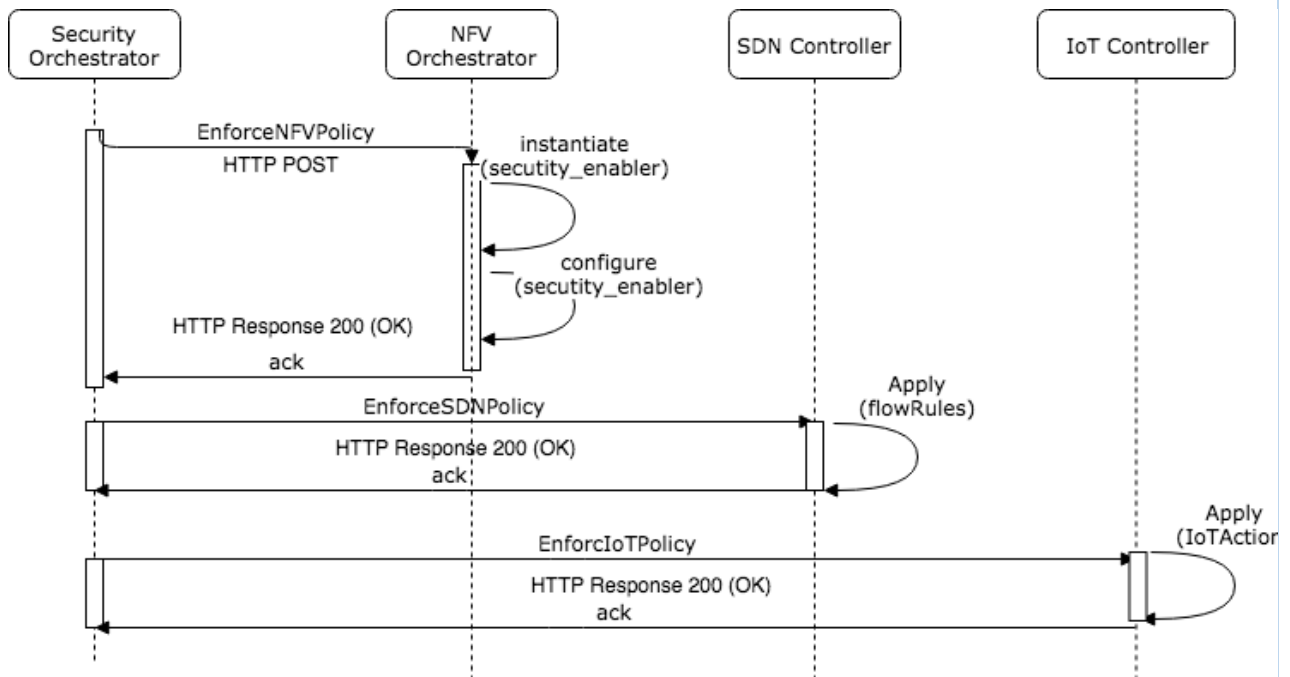 Security
Orchestrator
NFV
Orchestrator
SDN Controller
IoT Controller
EnforceNFVPolicy
HTTP POST
instantiate
(secutity_enabler)
configure
(secutity_enabler)
HTTP Response 200 (OK)
ack
EnforceSDNPolicy
Apply
(flowRules)
HTTP Response 200 (OK)
ack
EnforcIoTPolicy
Apply
(IoTAction
HTTP Response 200 (OK)
ack